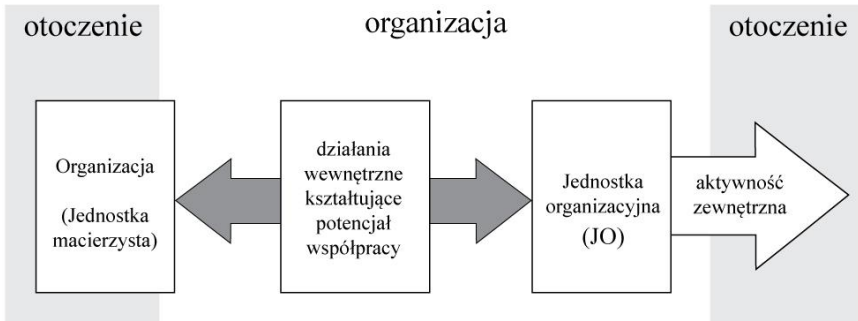 otoczenie
organizacja
otoczenie
Organizacja
(Jednostka
macierzysta)
działania
wewnętrzne
kształtujące
potencjał
współpracy
Jednostka
organizacyjna
(JO)
aktywność
zewnętrzna